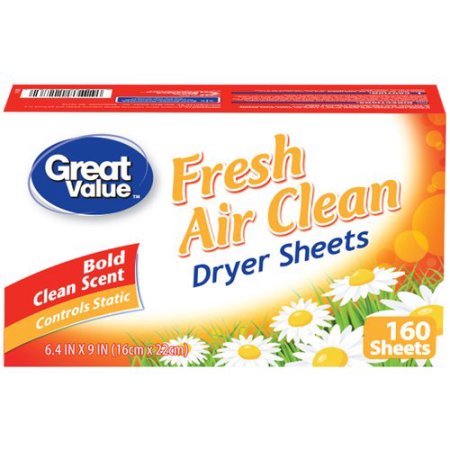 Great
Value™
Fresh
Air Clean
Dryer Sheets
Bold
Clean Scent
Controls Static
6.4 IN X 9 IN (16cm x 22cm)
160
Sheets